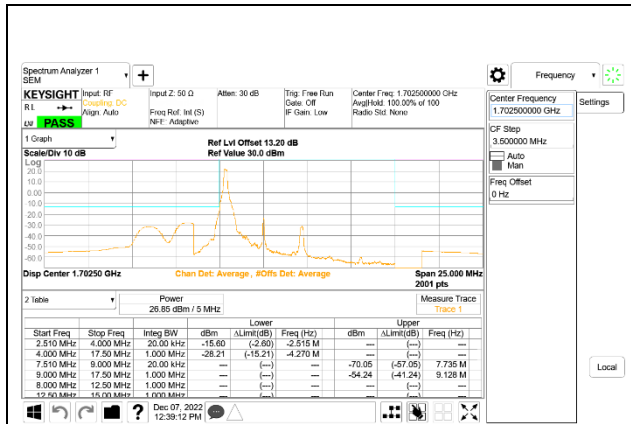 Spectrum Analyzer 1
SEM
Frequency
KEYSIGHT
R L
PASS
Input: RF
Coupling: DC
Align: Auto
Input Z: 50 Ω
Freq Ref: Int (S)
NFE: Adaptive
Atten: 30 dB
Trig: Free Run
Gate: Off
IF Gain: Low
Center Freq: 1.702500000 GHz
Avg|Hold: 100.00% of 100
Radio Std: None
Center Frequency
1.702500000 GHz
Settings
CF Step
3.500000 MHz
Auto
Man
Freq Offset
0 Hz
Local
1 Graph
Scale/Div 10 dB
Ref Lvl Offset 13.20 dB
Ref Value 30.0 dBm
Log
20.0
10.0
0.00
-10.0
-20.0
-30.0
-40.0
-50.0
-60.0
Disp Center 1.70250 GHz
Chan Det: Average , #Offs Det: Average
Span 25.000 MHz
2001 pts
2 Table
Power
26.85 dBm / 5 MHz
Measure Trace
Trace 1
Lower Upper
Start Freq Stop Freq Integ BW dBm ΔLimit(dB) Freq (Hz) dBm ΔLimit(dB) Freq (Hz)
2.510 MHz 4.000 MHz 20.00 kHz -15.60 (-2.60) -2.515 M --- (---) ---
4.000 MHz 17.50 MHz 1.000 MHz -28.21 (-15.21) -4.270 M --- (---) ---
7.510 MHz 9.000 MHz 20.00 kHz --- (---) --- -70.05 (-57.05) 7.735 M
9.000 MHz 17.50 MHz 1.000 MHz --- (---) --- -54.24 (-41.24) 9.128 M
8.000 MHz 12.50 MHz 1.000 MHz --- (---) --- --- (---) ---
12.50 MHz 15.00 MHz 1.000 MHz --- (---) --- --- (---) ---
Dec 07, 2022
12:39:12 PM